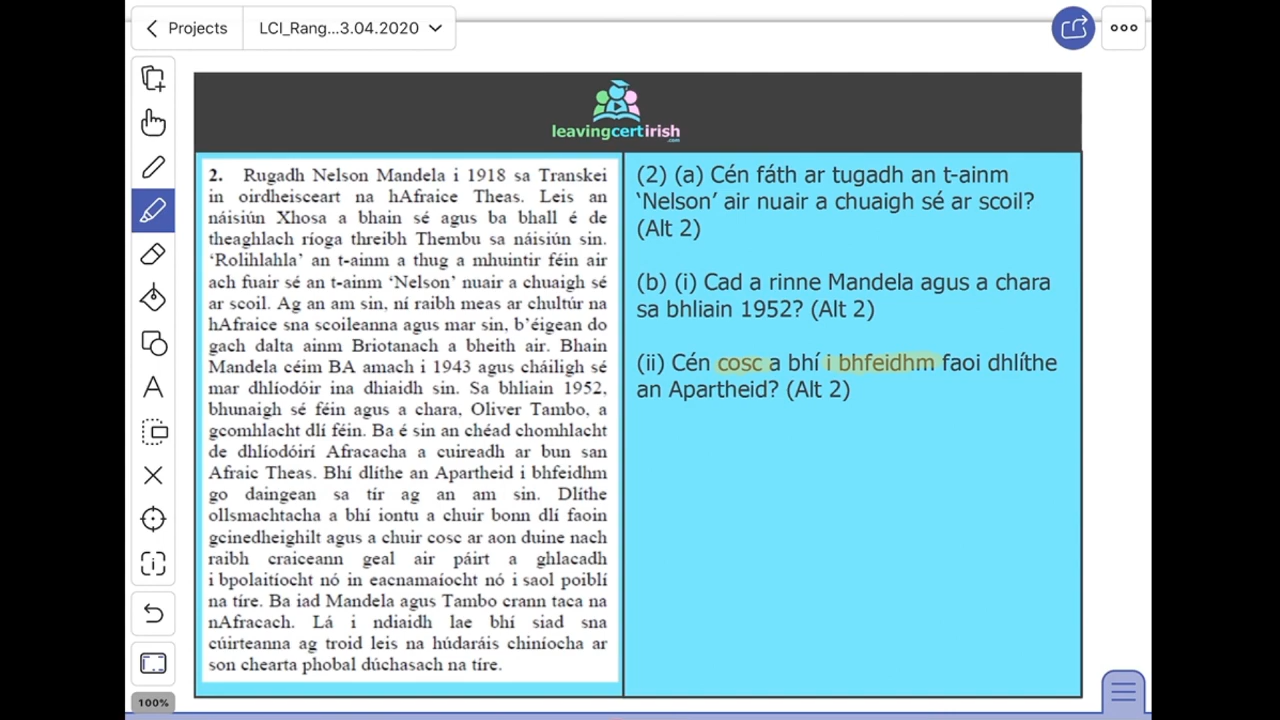 Projects
LCI_Rang...3.04.2020
leavingcertirish
.com
2. Rugadh Nelson Mandela i 1918 sa Transkei
in oirdheisceart na hAfraice Theas. Leis an
náisiún Xhosa a bhain sé agus ba bhall é de
theaghlach ríoga threibh Thembu sa náisiún sin.
‘Rolihlahla’ an t-ainm a thug a mhuintir féin air
ach fuair sé an t-ainm ‘Nelson’ nuair a chuaigh sé
ar scoil. Ag an am sin, ní raibh meas ar chultúr na
hAfraice sna scoileanna agus mar sin, b’éigean do
gach dalta ainm Briotanach a bheith air. Bhain
Mandela céim BA amach i 1943 agus cháiligh sé
mar dhlíodóir ina dhiaidh sin. Sa bhliain 1952,
bhunaigh sé féin agus a chara, Oliver Tambo, a
gcomhlacht dlí féin. Ba é sin an chéad chomhlacht
de dhlíodóirí Afracacha a cuireadh ar bun san
Afraic Theas. Bhí dlíthe an Apartheid i bhfeidhm
go daingean sa tír ag an am sin. Dlíthe
ollsmachtacha a bhí iontu a chuir bonn dlí faoin
gcinedheighilt agus a chuir cosc ar aon duine nach
raibh craiceann geal air páirt a ghlacadh
i bpolaitíocht nó in eacnamaíocht nó i saol poiblí
na tíre. Ba iad Mandela agus Tambo crann taca na
nAfracach. Lá i ndiaidh lae bhí siad sna
cúirteanna ag troid leis na húdaráis chiníocha ar
son chearta phobal dúchasach na tíre.
(2) (a) Cén fáth ar tugadh an t-ainm
‘Nelson’ air nuair a chuaigh sé ar scoil?
(Alt 2)
(b) (i) Cad a rinne Mandela agus a chara
sa bhliain 1952? (Alt 2)
(ii) Cén cosc a bhí i bhfeidhm faoi dhlíthe
an Apartheid? (Alt 2)
100%